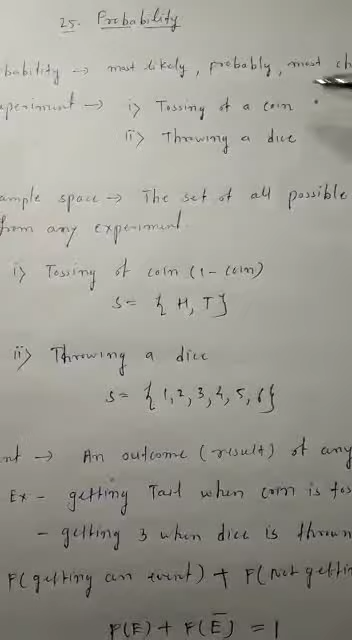 25. Probability
bability → most likely, probably, most ch
xperiment → i> Tossing of a coin
ii> Throwing a dice
ample space → The set of all possible
from any experiment.
i> Tossing of coin (1-coin)
S = { H, T }
ii> Throwing a dice
S = { 1, 2, 3, 4, 5, 6 }
nt → An outcome (result) of any
Ex - getting Tail when coin is tos
- getting 3 when dice is thrown
P(getting an event) + P(not gettin
P(E) + P(E̅) = 1